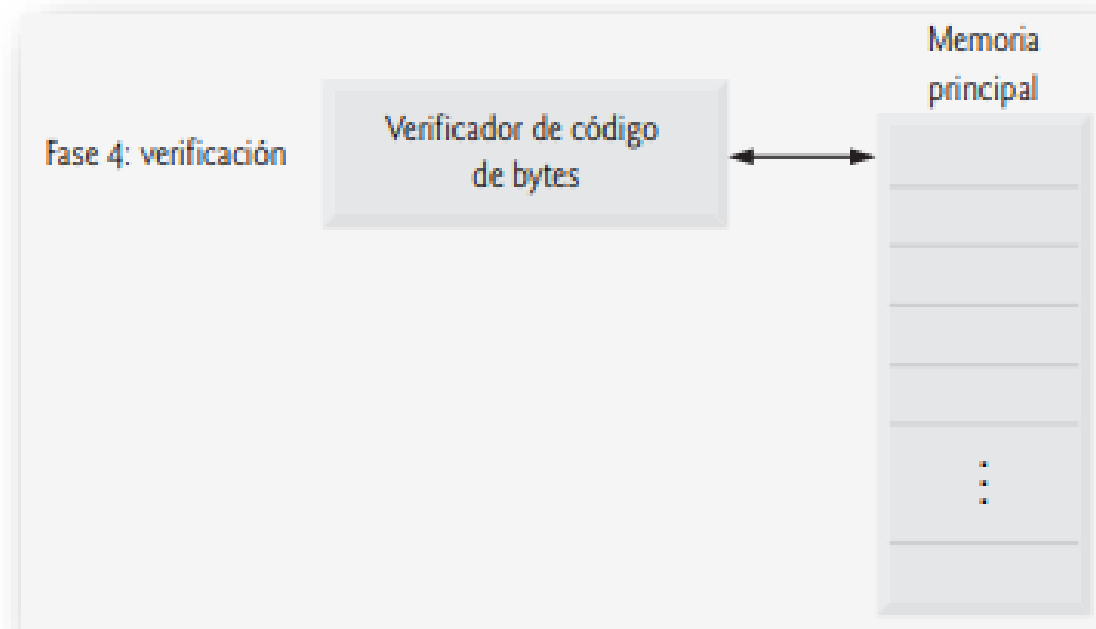 Memoria
principal
Fase 4: verificación
Verificador de código
de bytes